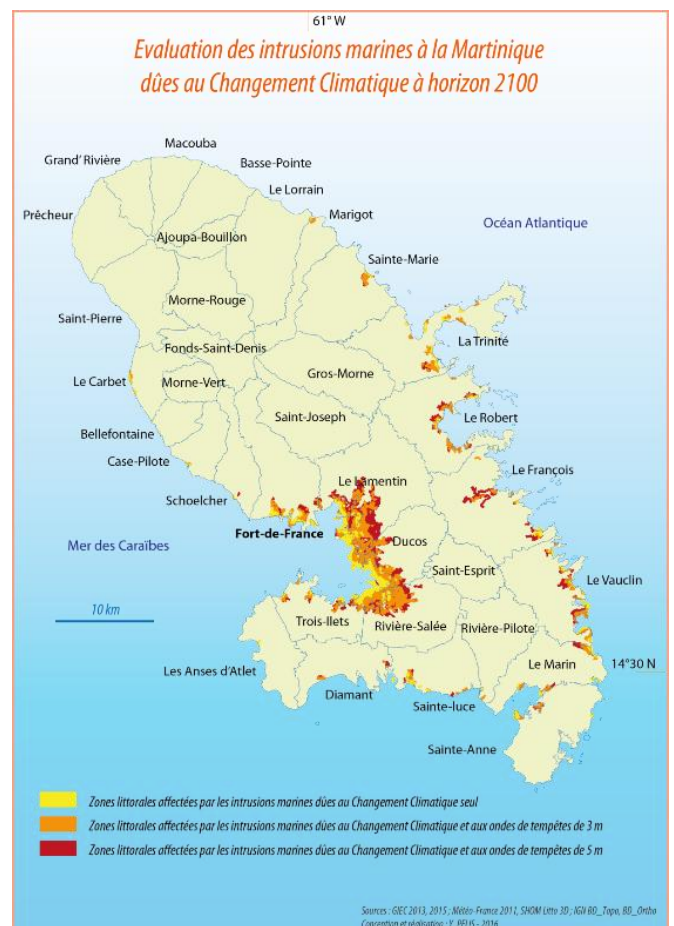 61° W
Evaluation des intrusions marines à la Martinique
dûes au Changement Climatique à horizon 2100
Macouba
Grand' Rivière
Basse-Pointe
Le Lorrain
Prêcheur
Marigot
Océan Atlantique
Ajoupa-Bouillon
Sainte-Marie
Morne-Rouge
Saint-Pierre
La Trinité
Fonds-Saint-Denis
Gros-Morne
Le Carbet
Morne-Vert
Saint-Joseph
Le Robert
Bellefontaine
Case-Pilote
Le François
Le Lamentin
Schoelcher
Fort-de-France
Mer des Caraïbes
Ducos
Saint-Esprit
Le Vauclin
10 km
Trois-Ilets
Rivière-Salée
Rivière-Pilote
Les Anses d'Atlet
Le Marin
14°30 N
Diamant
Sainte-luce
Sainte-Anne
Zones littorales affectées par les intrusions marines dûes au Changement Climatique seul
Zones littorales affectées par les intrusions marines dûes au Changement Climatique et aux ondes de tempêtes de 3 m
Zones littorales affectées par les intrusions marines dûes au Changement Climatique et aux ondes de tempêtes de 5 m
Sources : GIEC 2013, 2015 ; Météo-France 2011, SHOM Litto 3D ; IGN BD_Topo, BD_Ortho
Conception et réalisation : Y. PELIS - 2016